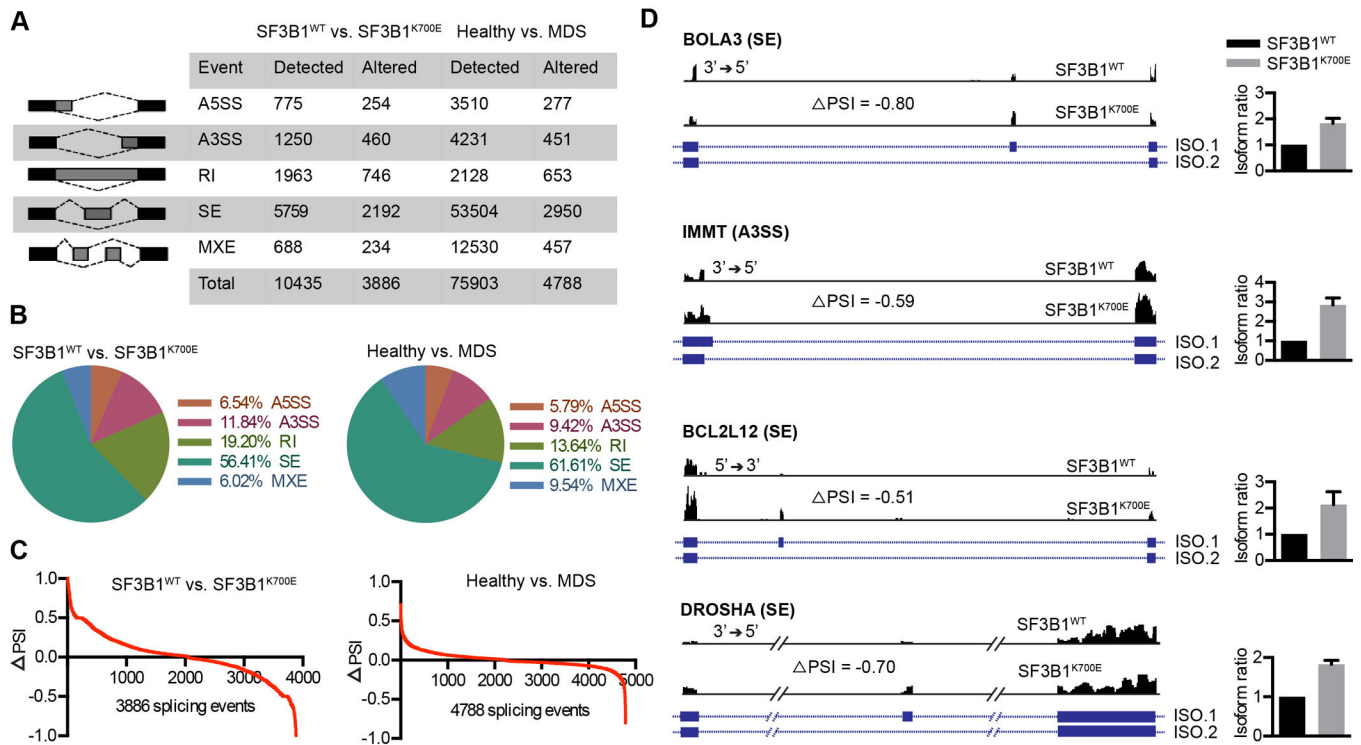 A
SF3B1WT vs. SF3B1K700E Healthy vs. MDS
Event Detected Altered Detected Altered
A5SS 775 254 3510 277
A3SS 1250 460 4231 451
RI 1963 746 2128 653
SE 5759 2192 53504 2950
MXE 688 234 12530 457
Total 10435 3886 75903 4788
B
SF3B1WT vs. SF3B1K700E
6.54% A5SS
11.84% A3SS
19.20% RI
56.41% SE
6.02% MXE
Healthy vs. MDS
5.79% A5SS
9.42% A3SS
13.64% RI
61.61% SE
9.54% MXE
C
SF3B1WT vs. SF3B1K700E
△PSI
1.0
0.5
0.0
-0.5
-1.0
1000 2000 3000 4000
3886 splicing events
Healthy vs. MDS
△PSI
1.0
0.5
0.0
-0.5
-1.0
1000 2000 3000 4000 5000
4788 splicing events
D
SF3B1WT
SF3B1K700E
BOLA3 (SE)
3’→5’
SF3B1WT
△PSI = -0.80
SF3B1K700E
ISO.1
ISO.2
Isoform ratio
3
2
1
0
IMMT (A3SS)
3’→5’
SF3B1WT
△PSI = -0.59
SF3B1K700E
ISO.1
ISO.2
Isoform ratio
4
3
2
1
0
BCL2L12 (SE)
5’→3’
SF3B1WT
△PSI = -0.51
SF3B1K700E
ISO.1
ISO.2
Isoform ratio
3
2
1
0
DROSHA (SE)
3’→5’
SF3B1WT
△PSI = -0.70
SF3B1K700E
ISO.1
ISO.2
Isoform ratio
2
1
0